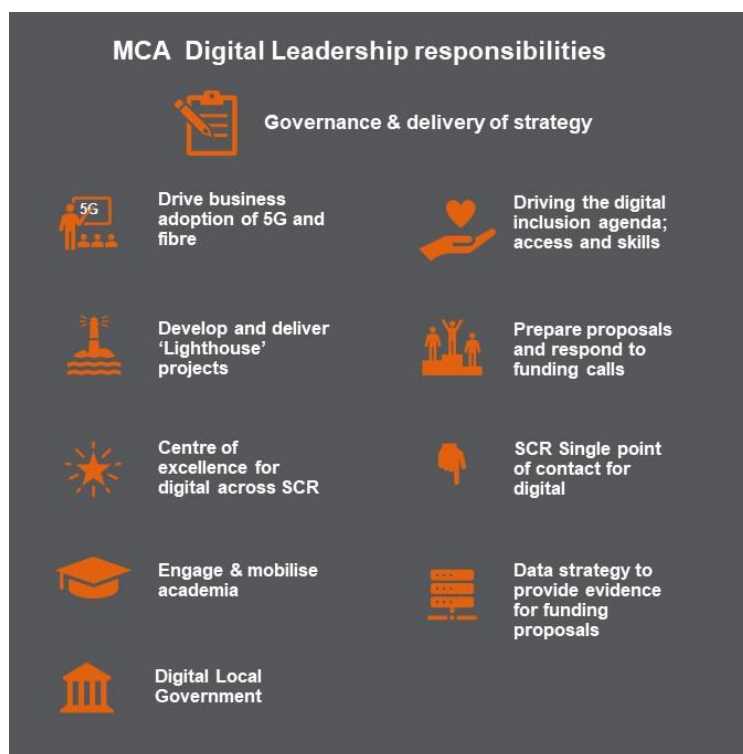 MCA Digital Leadership responsibilities
Governance & delivery of strategy
5G
Drive business
adoption of 5G and
fibre
Driving the digital
inclusion agenda;
access and skills
Develop and deliver
‘Lighthouse’
projects
Prepare proposals
and respond to
funding calls
Centre of
excellence for
digital across SCR
SCR Single point
of contact for
digital
Engage & mobilise
academia
Data strategy to
provide evidence
for funding
proposals
Digital Local
Government